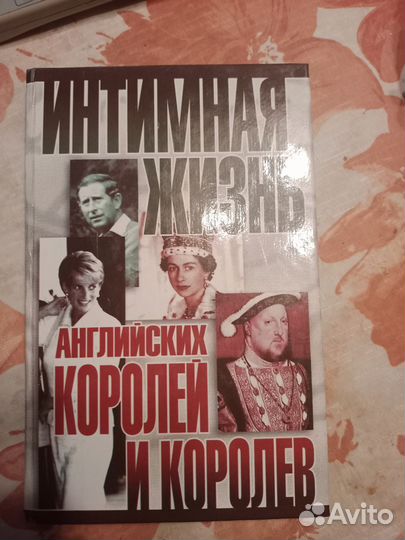 ИНТИМНАЯ
ЖИЗНЬ
АНГЛИЙСКИХ
КОРОЛЕЙ
И КОРОЛЕВ
Avito